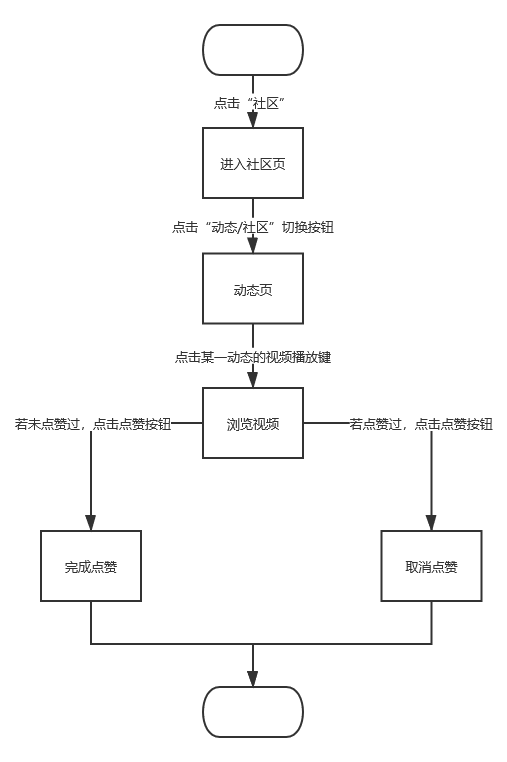 点击“社区”
进入社区页
点击“动态/社区”切换按钮
动态页
点击某一动态的视频播放键
浏览视频
若未点赞过，点击点赞按钮
若点赞过，点击点赞按钮
完成点赞
取消点赞